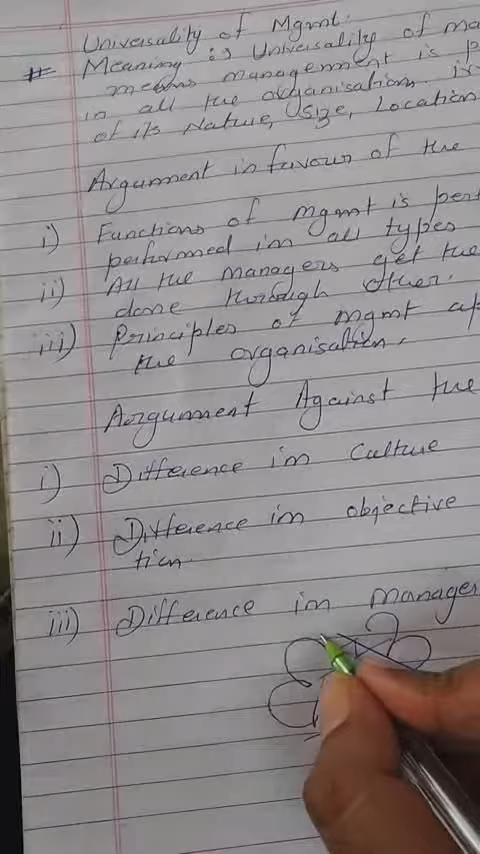 Universality of Mgmt.
# Meaning :: Universality of ma
means management is p
in all the organisation ir
of its Nature, Size, Location
Argument in favour of the
i) Functions of mgmt is per
performed in all types
ii) All the managers get the
done through other.
iii) Principles of mgmt ap
the organisation.
Argument Against the
i) Difference in Culture
ii) Difference in objective
tion
iii) Difference in manager